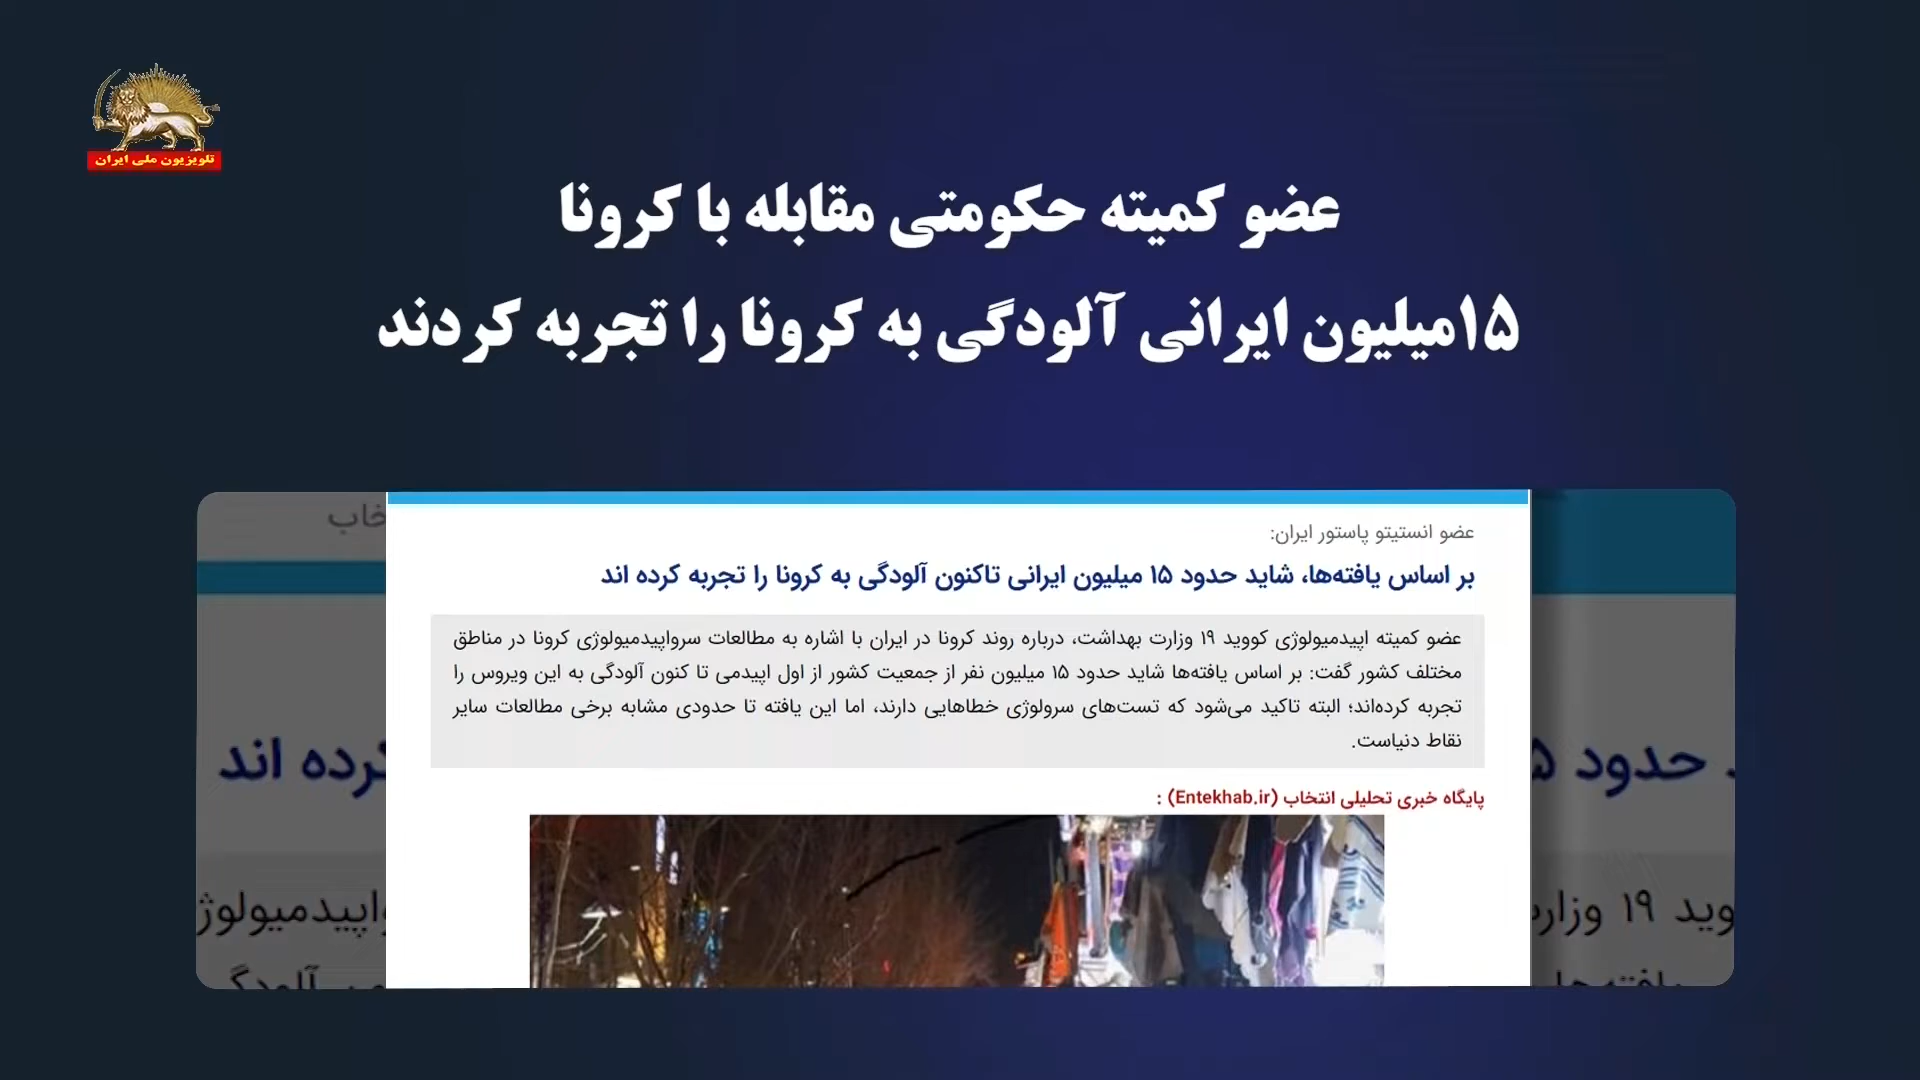 تلویزیون ملی ایران
عضو کمیته حکومتی مقابله با کرونا
۱۵میلیون ایرانی آلودگی به کرونا را تجربه کردند
عضو انستیتو پاستور ایران:
بر اساس یافته‌ها، شاید حدود ۱۵ میلیون ایرانی تاکنون آلودگی به کرونا را تجربه کرده اند
عضو کمیته اپیدمیولوژی کووید ۱۹ وزارت بهداشت، درباره روند کرونا در ایران با اشاره به مطالعات سرواپیدمیولوژی کرونا در مناطق
مختلف کشور گفت: بر اساس یافته‌ها شاید حدود ۱۵ میلیون نفر از جمعیت کشور از اول اپیدمی تا کنون آلودگی به این ویروس را
تجربه کرده‌اند؛ البته تاکید می‌شود که تست‌های سرولوژی خطاهایی دارند، اما این یافته تا حدودی مشابه برخی مطالعات سایر
نقاط دنیاست.
پایگاه خبری تحلیلی انتخاب (Entekhab.ir) :
حدود
کرده اند
۱۹